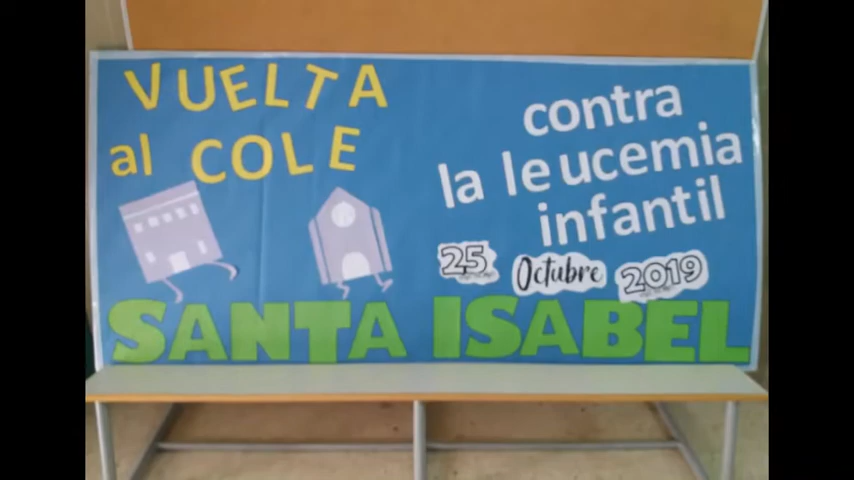 VUELTA
al COLE
contra
la leucemia
infantil
25 Octubre 2019
SANTA ISABEL